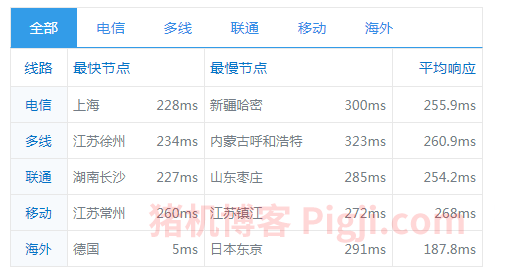 全部 电信 多线 联通 移动 海外
线路 最快节点 最慢节点 平均响应
电信 上海 228ms 新疆哈密 300ms 255.9ms
多线 江苏徐州 234ms 内蒙古呼和浩特 323ms 260.9ms
联通 湖南长沙 227ms 山东枣庄 285ms 254.2ms
移动 江苏常州 260ms 江苏镇江 272ms 268ms
猪机博客 Pigji.com
海外 德国 5ms 日本东京 291ms 187.8ms